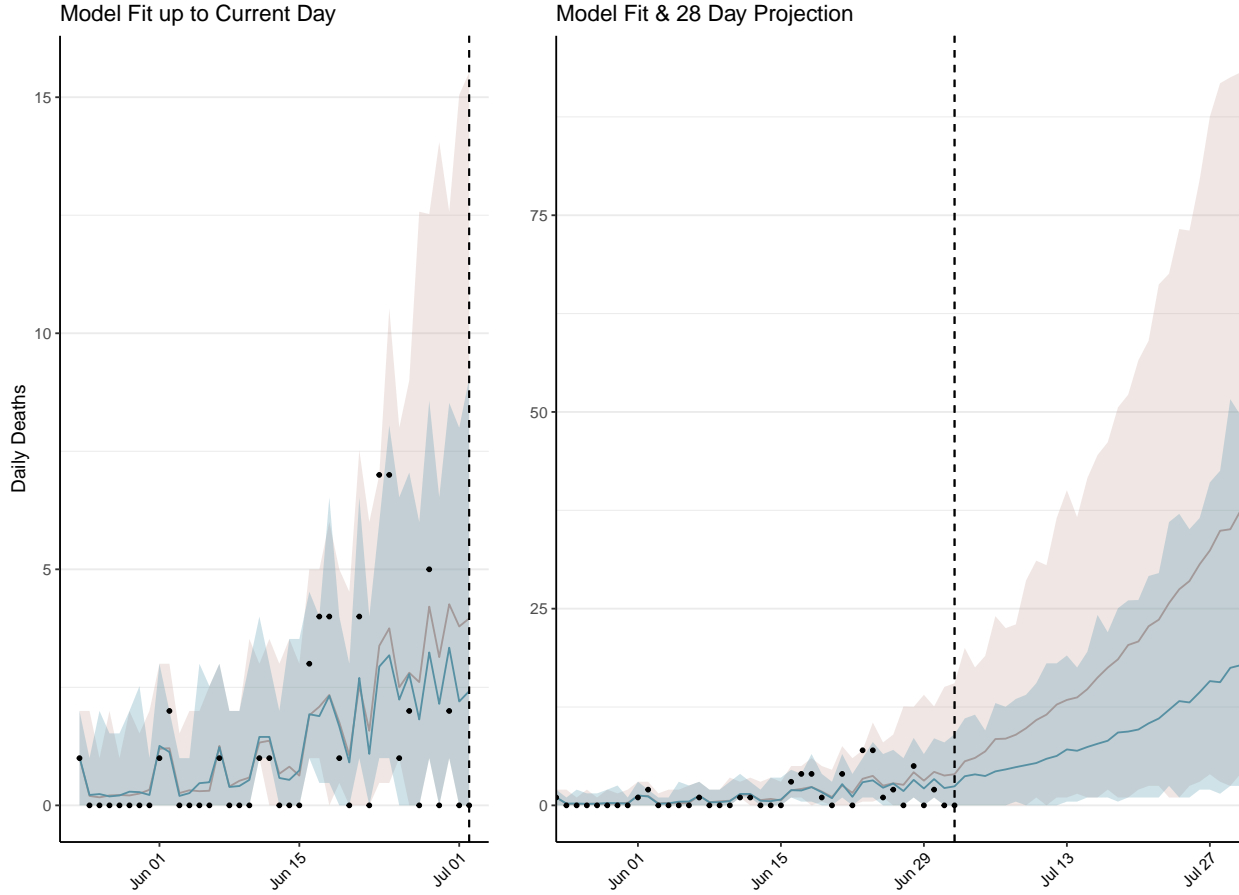 Model Fit up to Current Day
Daily Deaths
15
10
5
0
Jun 01
Jun 15
Jul 01
Model Fit & 28 Day Projection
75
50
25
0
Jun 01
Jun 15
Jun 29
Jul 13
Jul 27